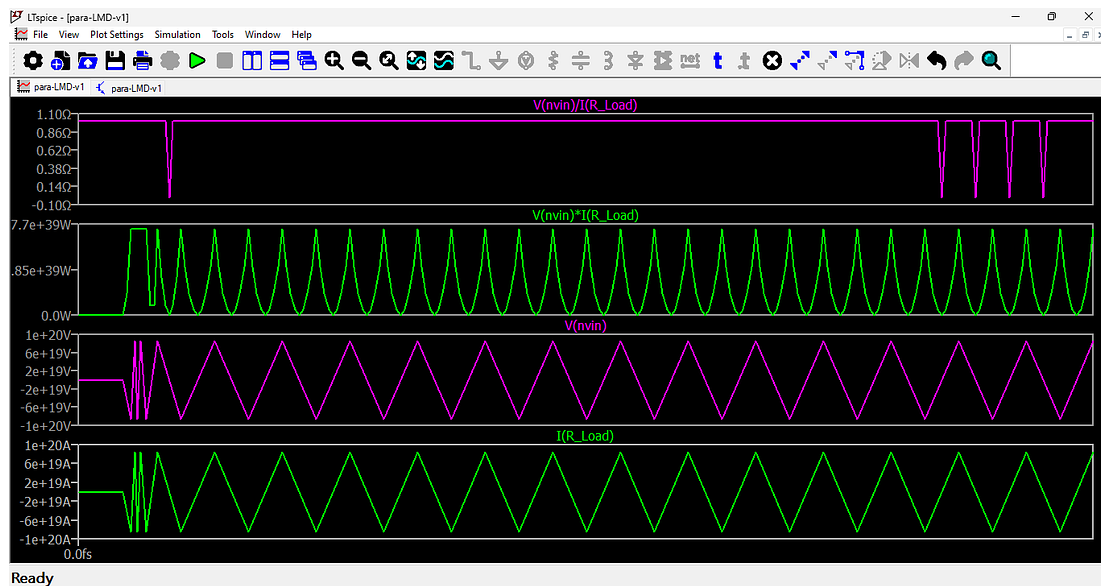 LTspice - [para-LMD-v1]
File View Plot Settings Simulation Tools Window Help
net t t
para-LMD-v1 para-LMD-v1
V(nvin)/I(R_Load)
1.10Ω
0.86Ω
0.62Ω
0.38Ω
0.14Ω
-0.10Ω
V(nvin)*I(R_Load)
7.7e+39W
.85e+39W
0.0W
V(nvin)
1e+20V
6e+19V
2e+19V
-2e+19V
-6e+19V
-1e+20V
I(R_Load)
1e+20A
6e+19A
2e+19A
-2e+19A
-6e+19A
-1e+20A
0.0fs
Ready